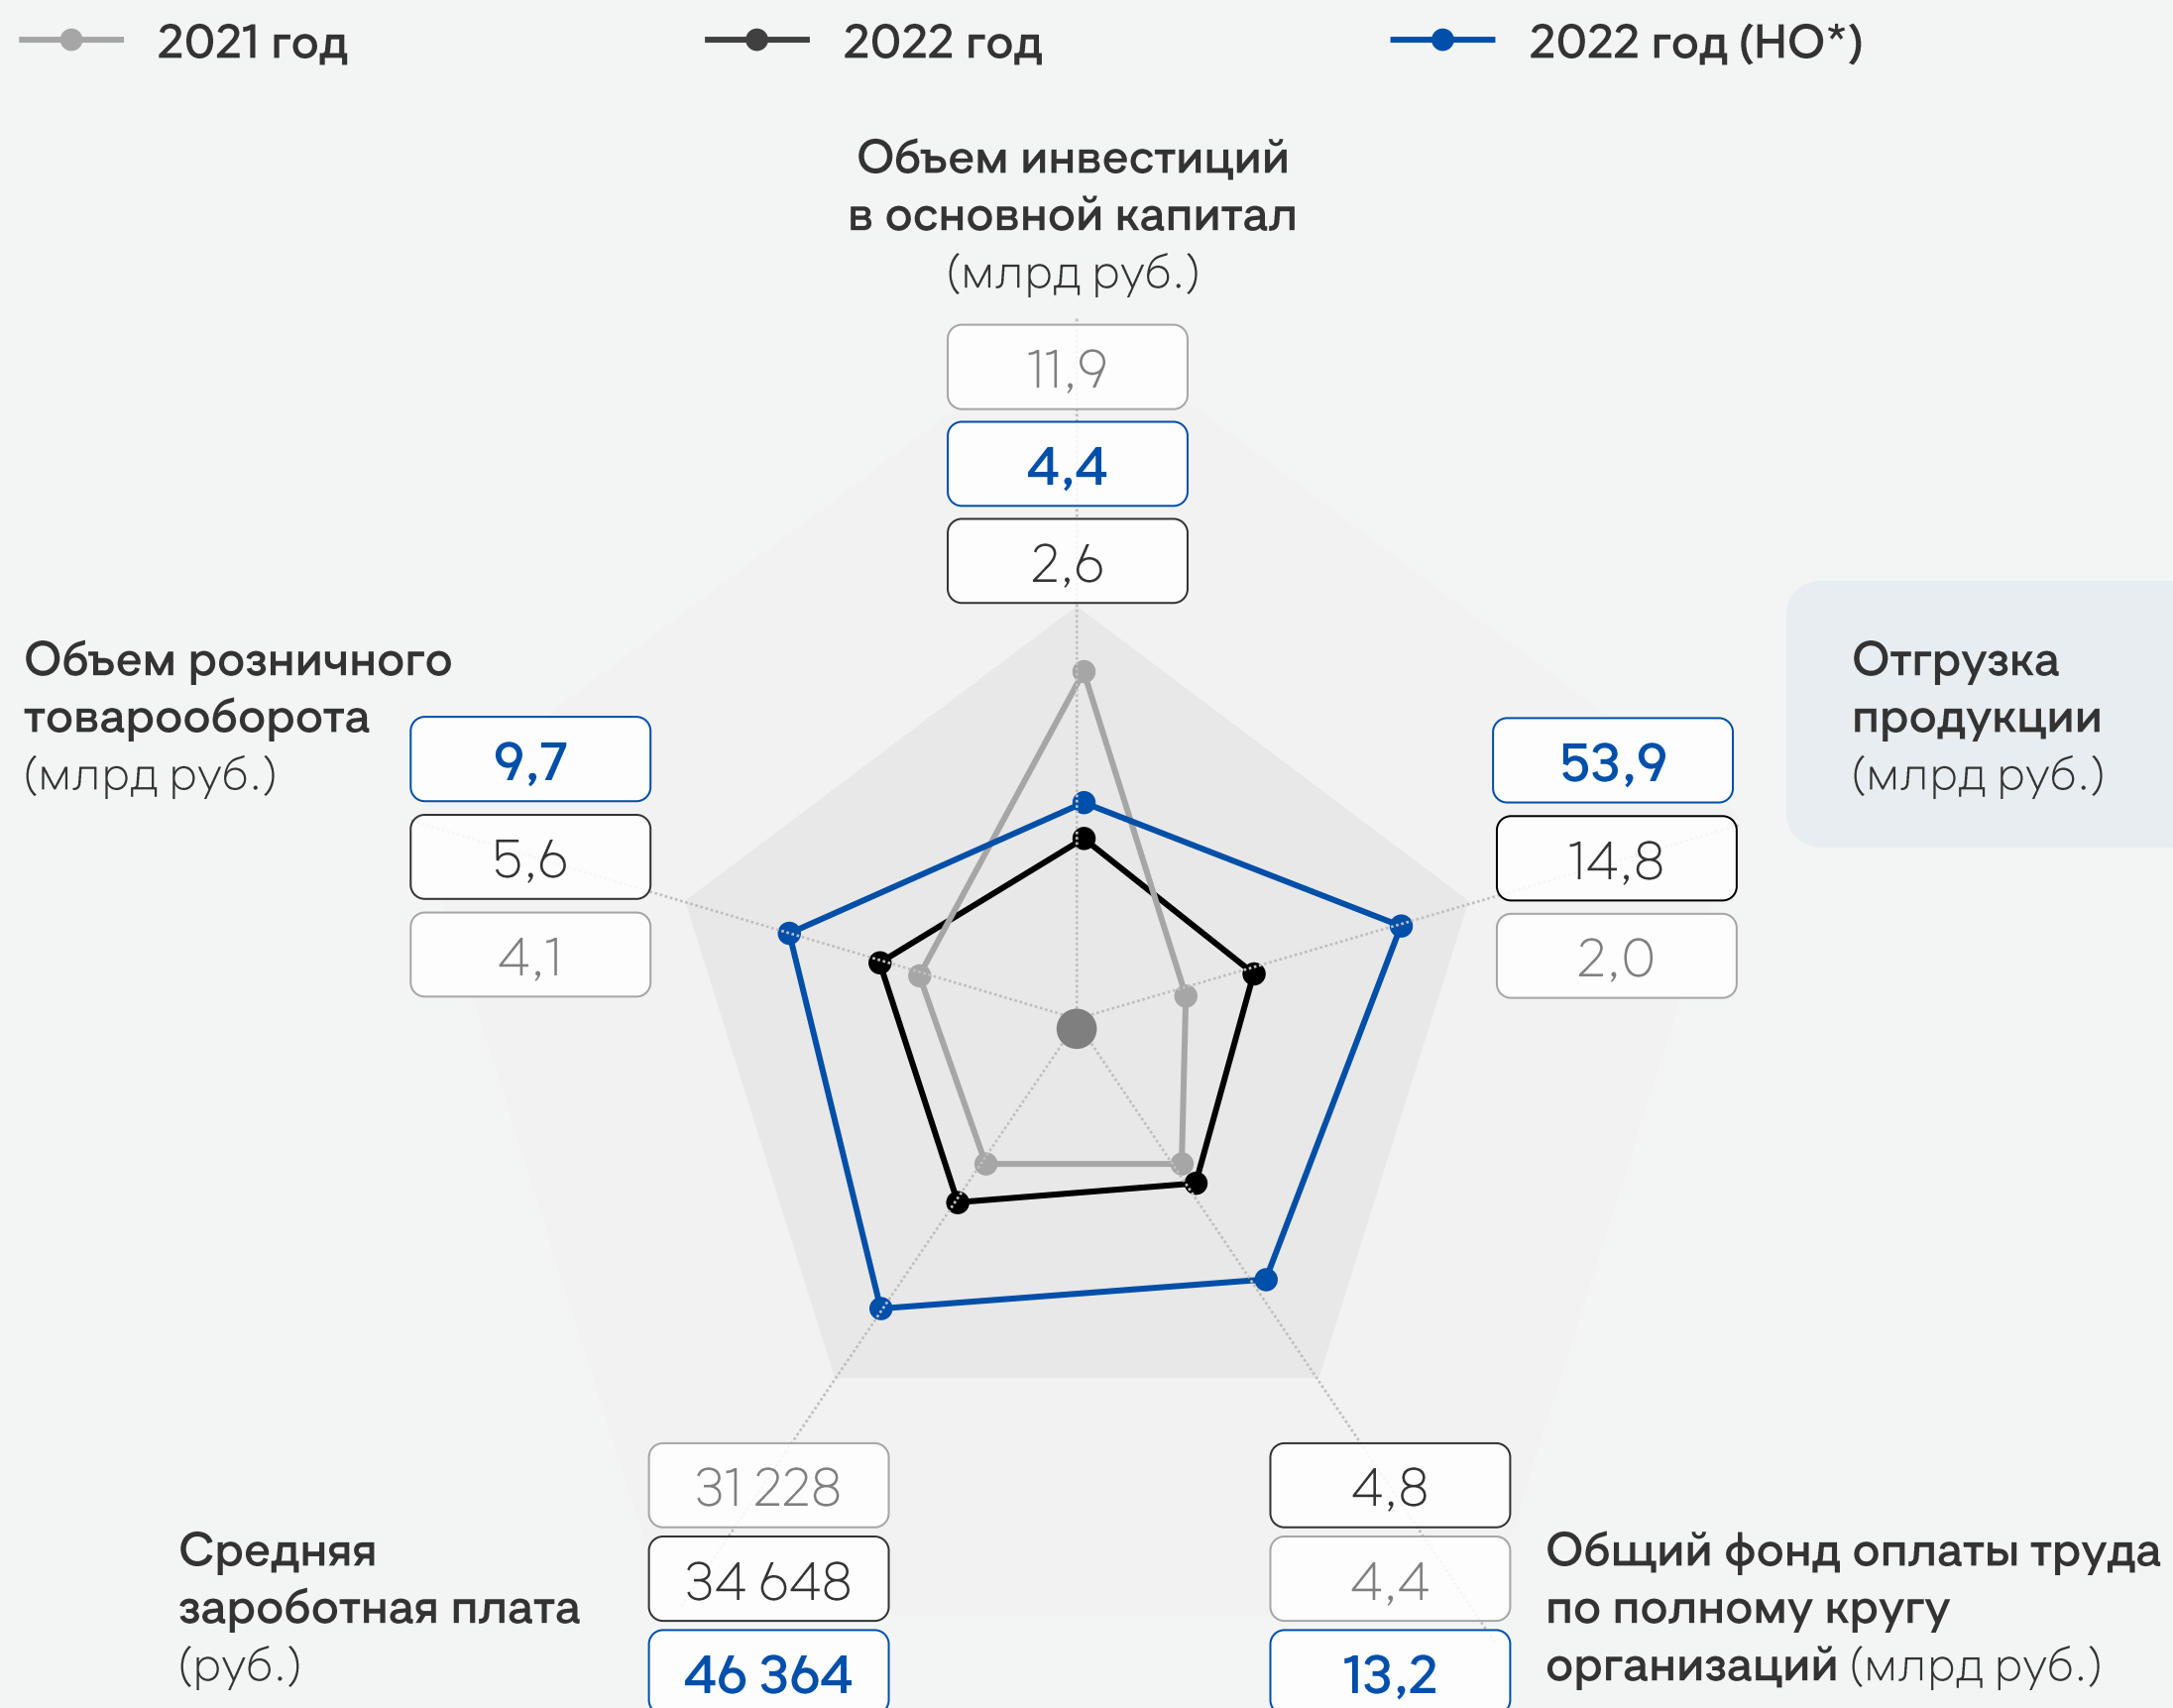 2021 год
2022 год
2022 год (НО*)
Объем инвестиций
в основной капитал
(млрд руб.)
11,9
4,4
2,6
Объем розничного
товарооборота
(млрд руб.)
9,7
5,6
4,1
Отгрузка
продукции
(млрд руб.)
53,9
14,8
2,0
Средняя
зароботная плата
(руб.)
31 228
34 648
46 364
4,8
4,4
13,2
Общий фонд оплаты труда
по полному кругу
организаций (млрд руб.)